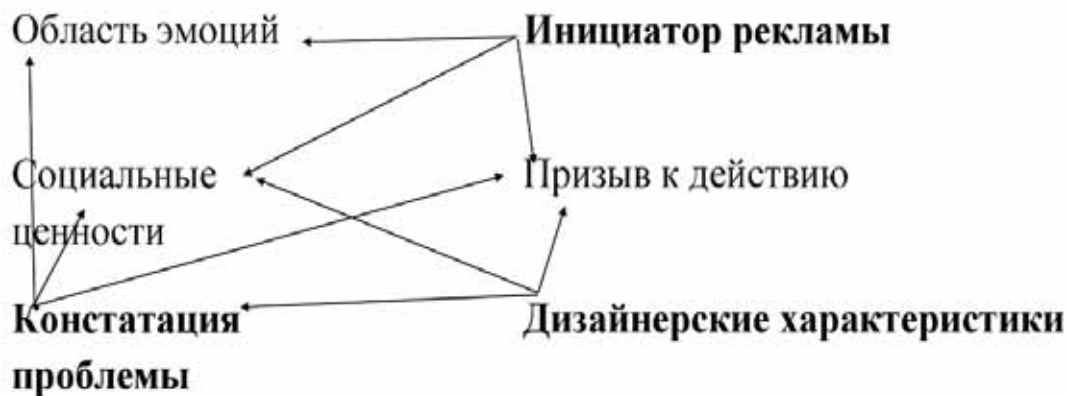 Область эмоций
Инициатор рекламы
Социальные
ценности
Призыв к действию
Констатация
проблемы
Дизайнерские характеристики